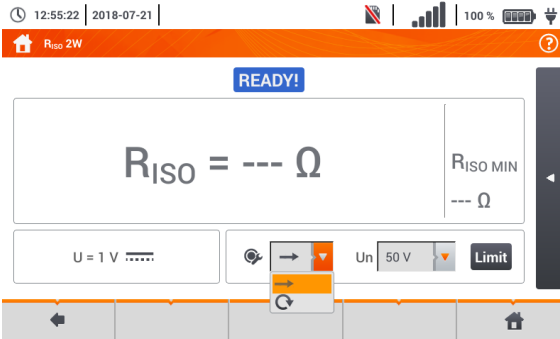 12:55:22 2018-07-21 100 %
RISO 2W
READY!
RISO = --- Ω
RISO MIN
--- Ω
U = 1 V
Un 50 V Limit